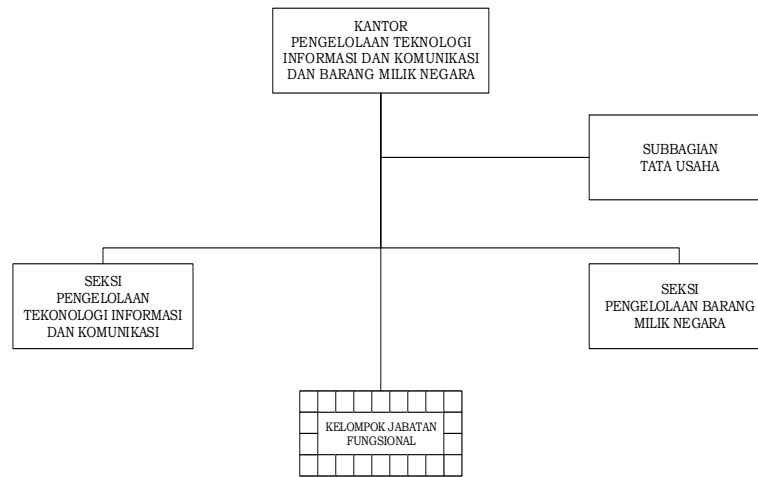 KANTOR
PENGELOLAAN TEKNOLOGI
INFORMASI DAN KOMUNIKASI
DAN BARANG MILIK NEGARA
SUBBAGIAN
TATA USAHA
SEKSI
PENGELOLAAN
TEKONOLOGI INFORMASI
DAN KOMUNIKASI
SEKSI
PENGELOLAAN BARANG
MILIK NEGARA
KELOMPOK JABATAN
FUNGSIONAL